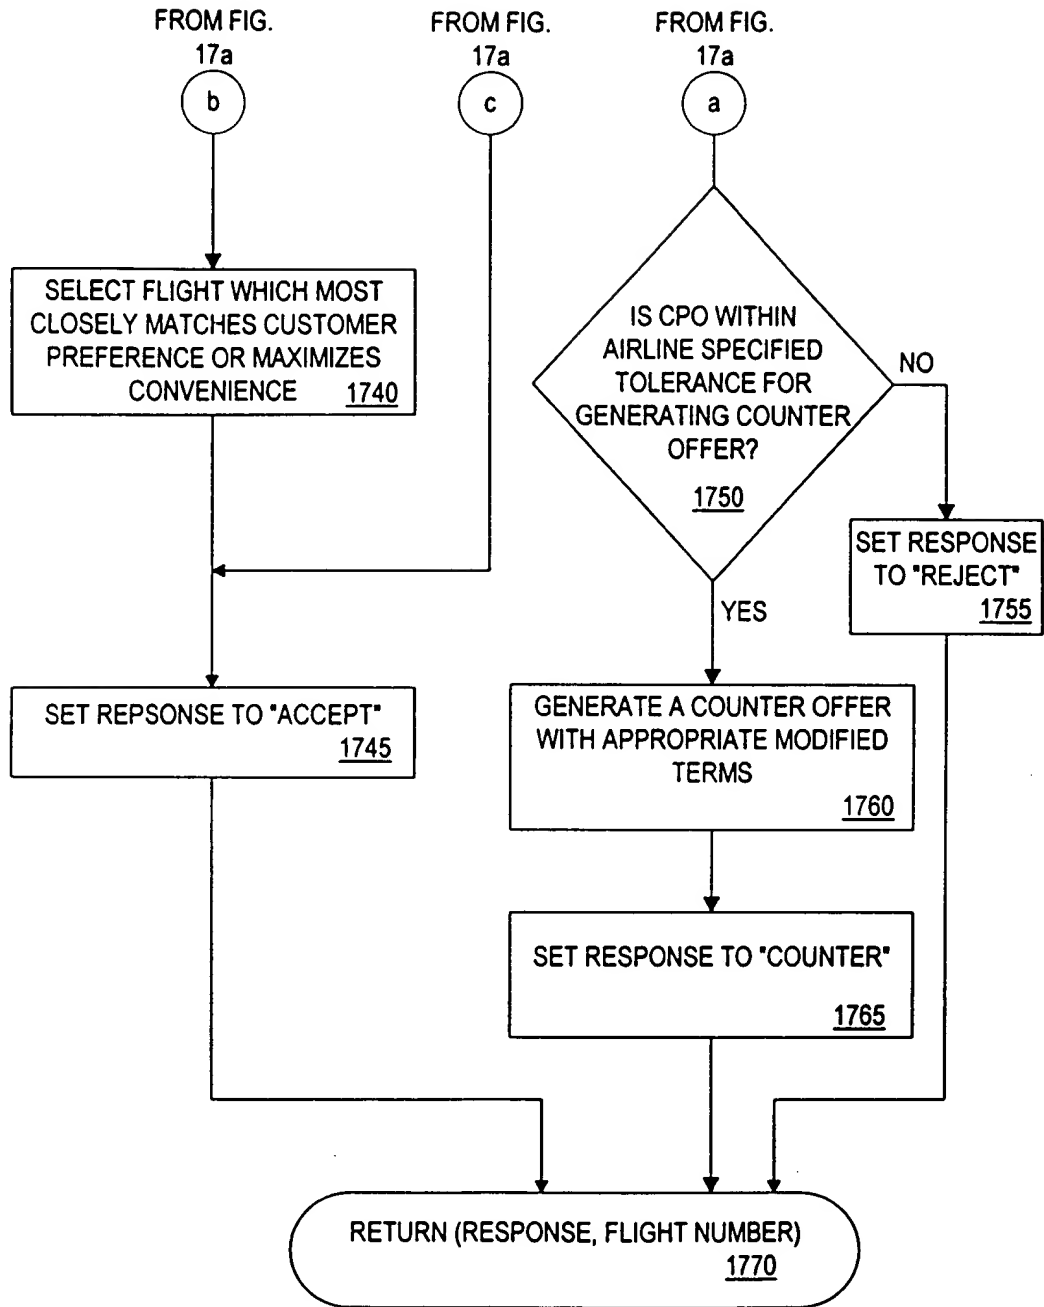 FROM FIG.
17a
b
FROM FIG.
17a
c
FROM FIG.
17a
a
SELECT FLIGHT WHICH MOST
CLOSELY MATCHES CUSTOMER
PREFERENCE OR MAXIMIZES
CONVENIENCE 1740
IS CPO WITHIN
AIRLINE SPECIFIED
TOLERANCE FOR
GENERATING COUNTER
OFFER?
1750
NO
YES
SET RESPONSE
TO "REJECT"
1755
SET REPSONSE TO "ACCEPT"
1745
GENERATE A COUNTER OFFER
WITH APPROPRIATE MODIFIED
TERMS
1760
SET RESPONSE TO "COUNTER"
1765
RETURN (RESPONSE, FLIGHT NUMBER)
1770